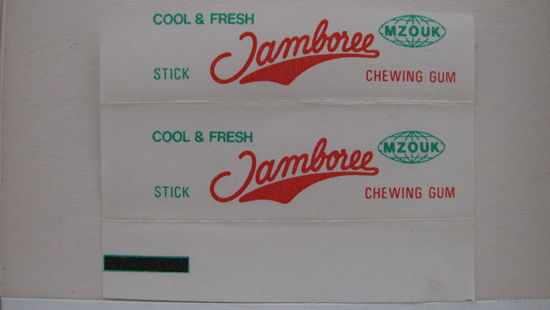 COOL & FRESH
Jamboree
MZOUK
STICK
CHEWING GUM
COOL & FRESH
Jamboree
MZOUK
STICK
CHEWING GUM